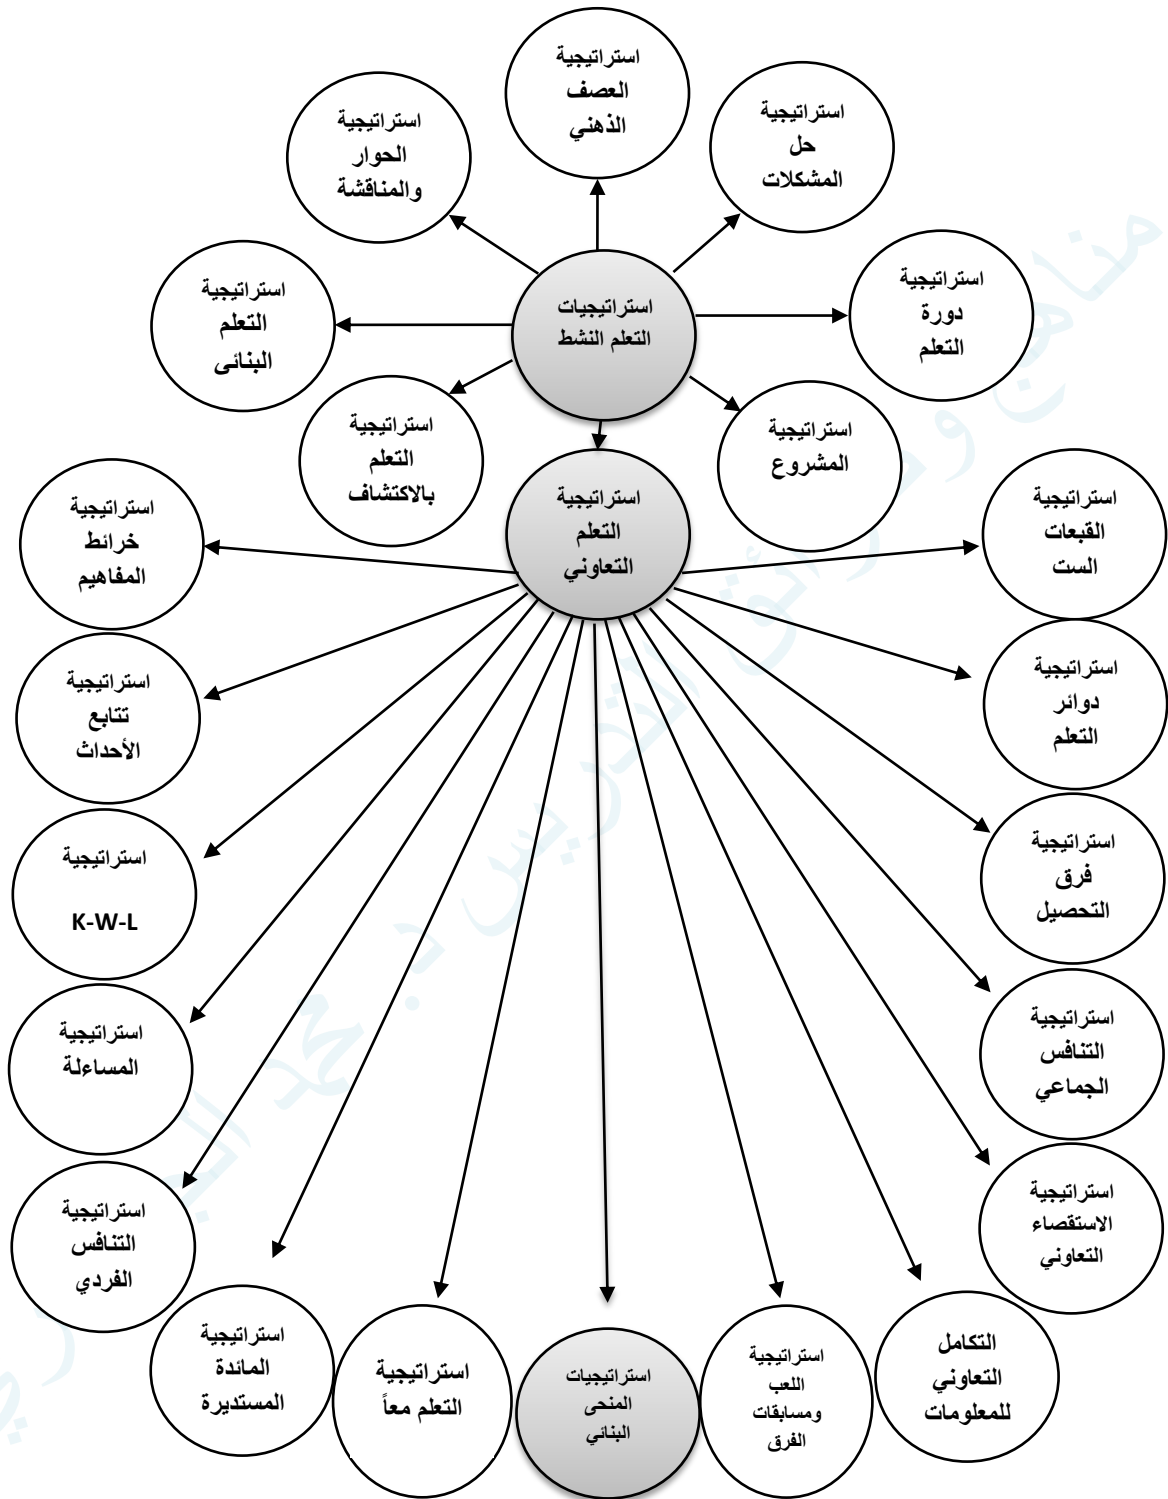 استراتيجية
العصف
الذهني
استراتيجية
حل
المشكلات
استراتيجية
الحوار
والمناقشة
استراتيجية
دورة
التعلم
استراتيجيات
التعلم النشط
استراتيجية
التعلم
البنائى
استراتيجية
المشروع
استراتيجية
التعلم
بالاكتشاف
استراتيجية
القبعات
الست
استراتيجية
التعلم
التعاوني
استراتيجية
خرائط
المفاهيم
استراتيجية
دوائر
التعلم
استراتيجية
تتابع
الأحداث
استراتيجية
فرق
التحصيل
استراتيجية
K-W-L
استراتيجية
التنافس
الجماعي
استراتيجية
المساءلة
استراتيجية
الاستقصاء
التعاوني
استراتيجية
التنافس
الفردي
التكامل
التعاوني
للمعلومات
استراتيجية
اللعب
ومسابقات
الفرق
استراتيجيات
المنحى
البنائي
استراتيجية
التعلم معاً
استراتيجية
المائدة
المستديرة